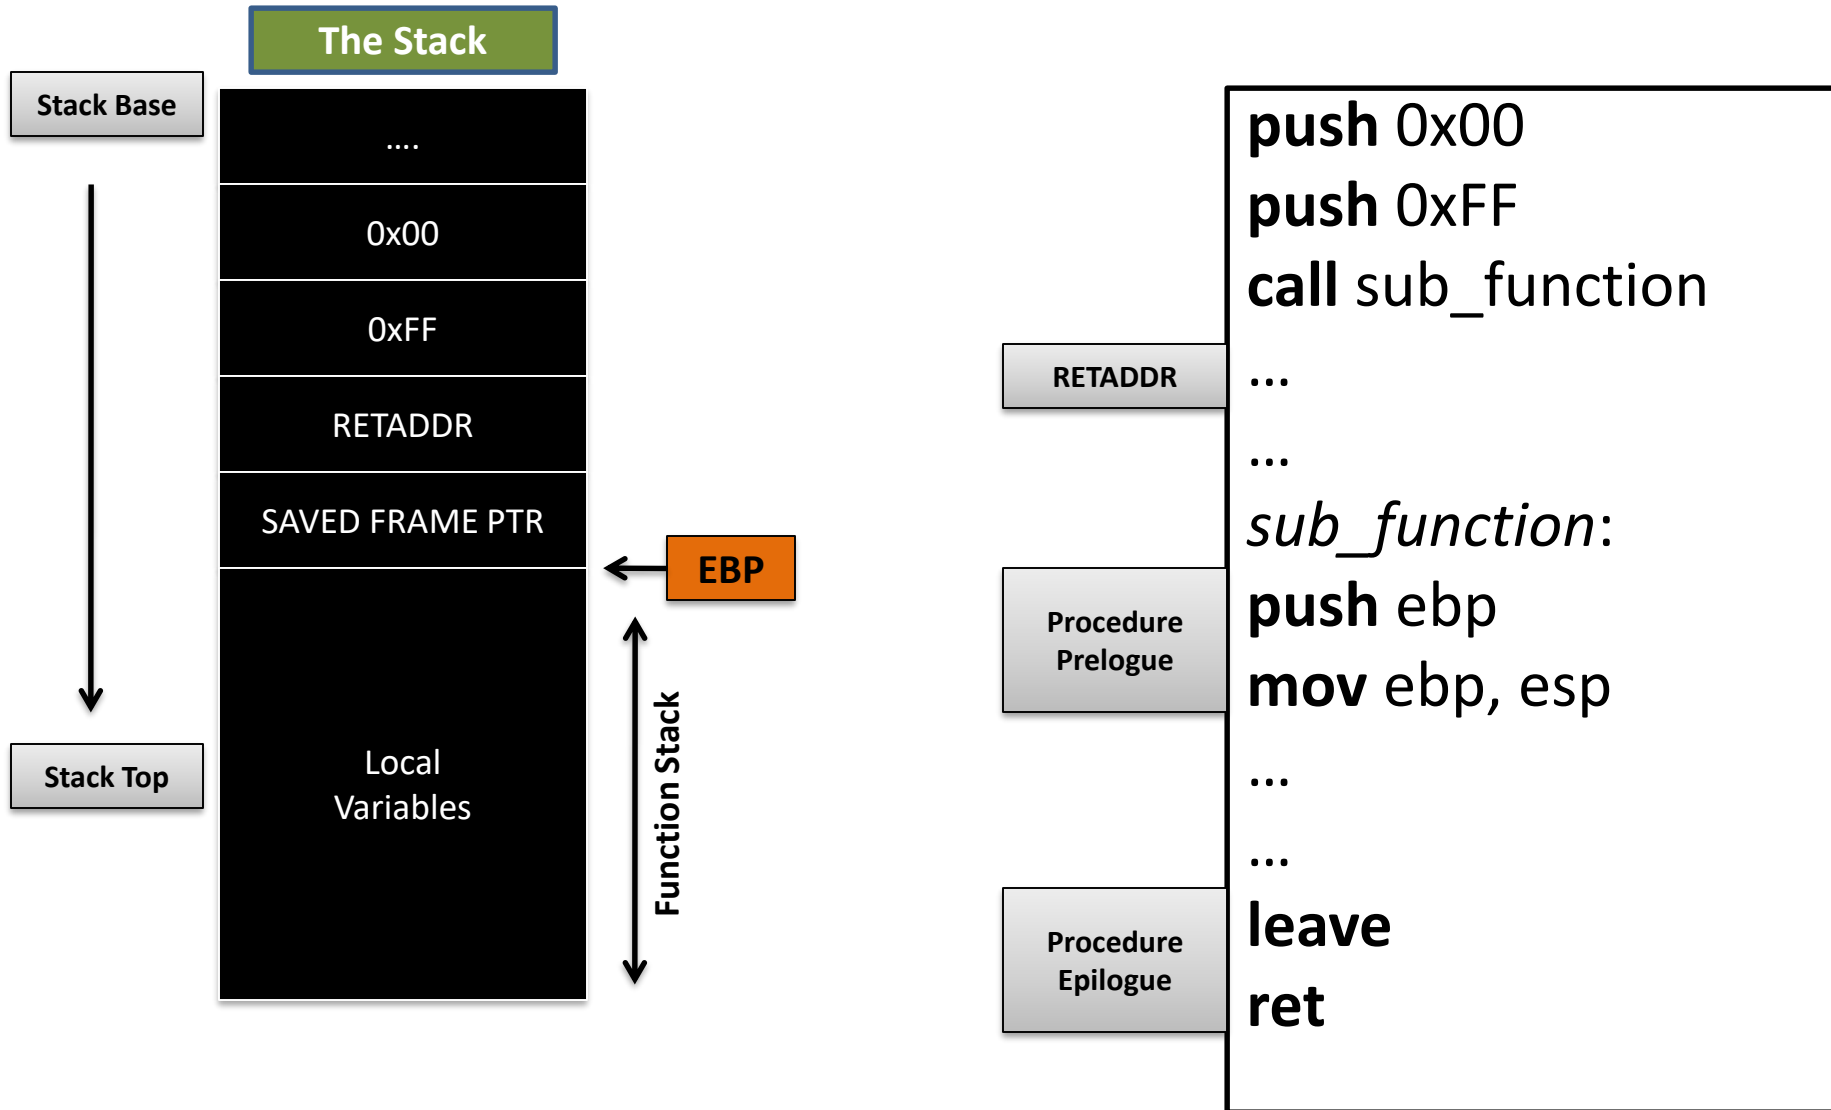 The Stack
Stack Base
....
0x00
0xFF
RETADDR
SAVED FRAME PTR
EBP
Local
Variables
Stack Top
Function Stack
push 0x00
push 0xFF
call sub_function
RETADDR
...
...
sub_function:
Procedure
Prelogue
push ebp
mov ebp, esp
...
...
Procedure
Epilogue
leave
ret